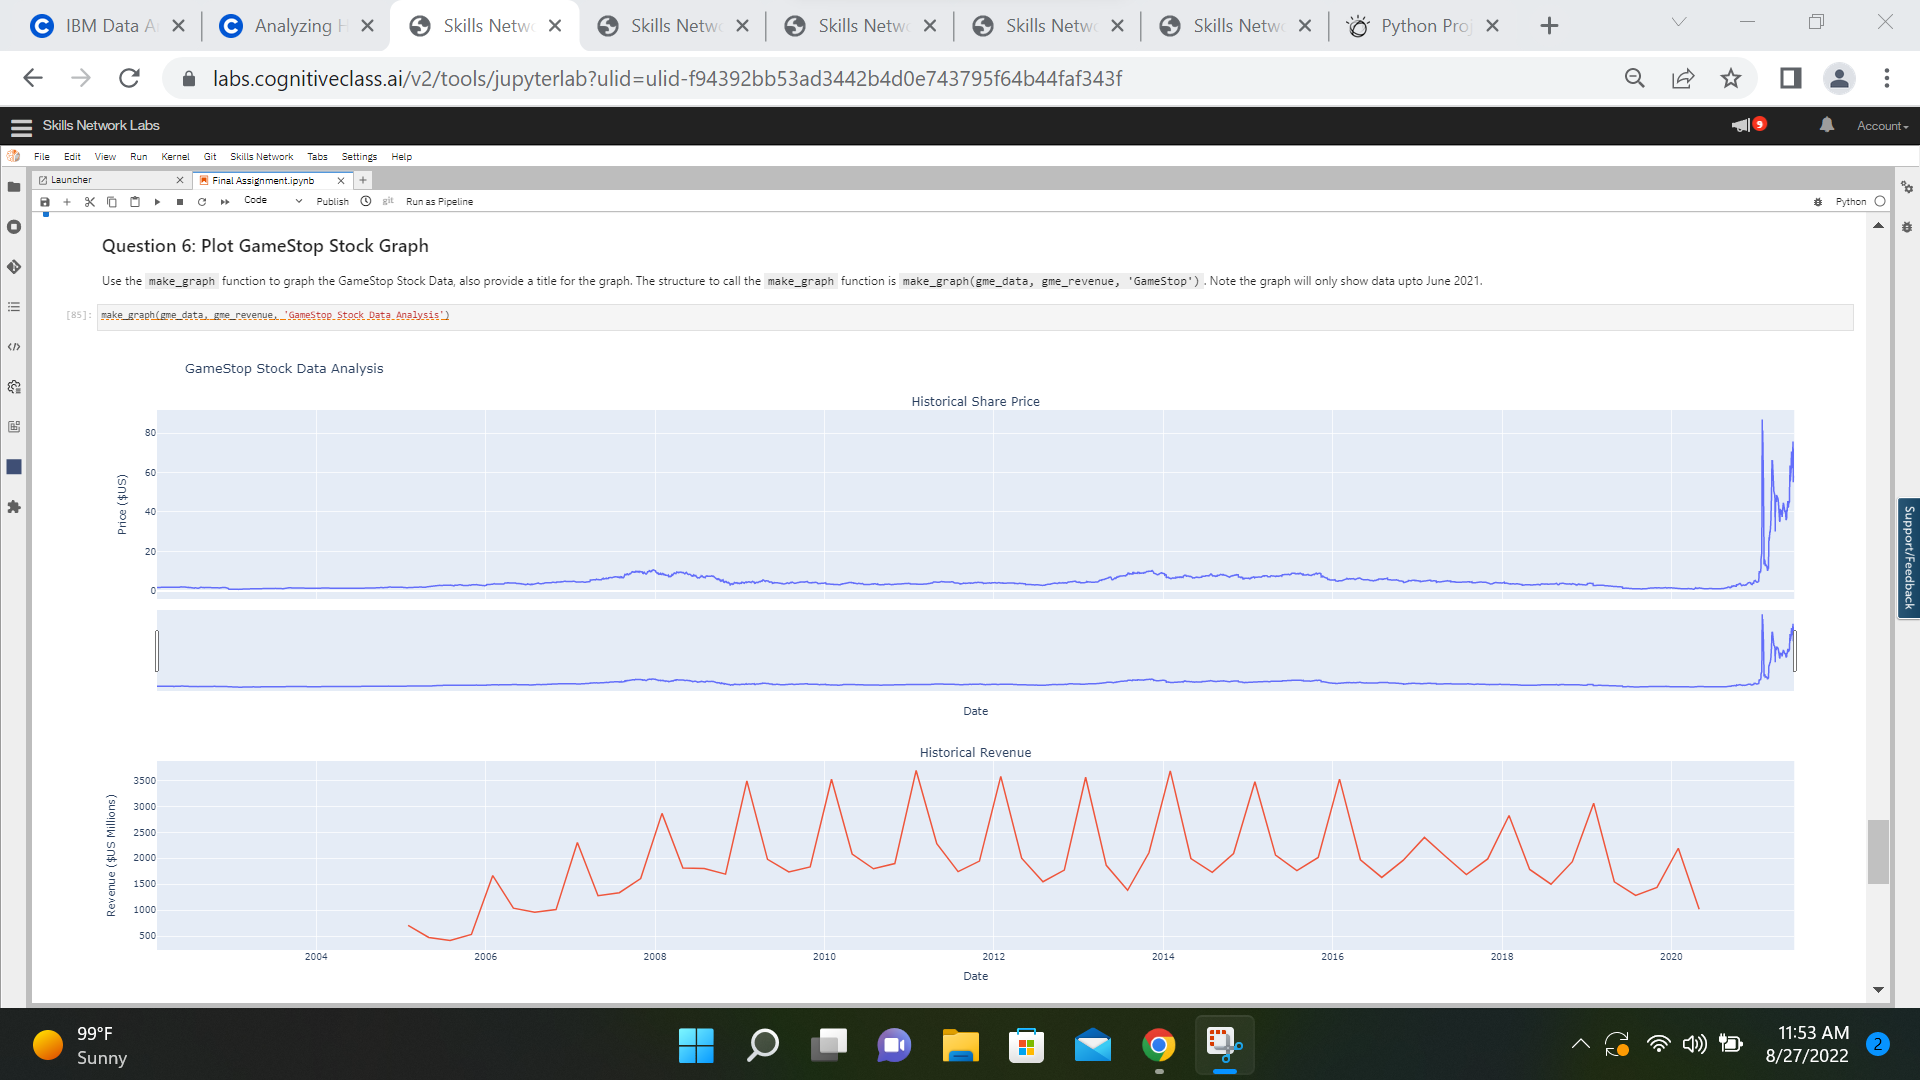 IBM Data A
Analyzing H
Skills Netw
Skills Netw
Skills Netw
Skills Netw
Skills Netw
Python Proj
labs.cognitiveclass.ai/v2/tools/jupyterlab?ulid=ulid-f94392bb53ad3442b4d0e743795f64b44faf343f
Skills Network Labs
9
Account
File Edit View Run Kernel Git Skills Network Tabs Settings Help
Launcher
Final Assignment.ipynb
Code
Publish
git
Run as Pipeline
Python
Question 6: Plot GameStop Stock Graph
Use the make_graph function to graph the GameStop Stock Data, also provide a title for the graph. The structure to call the make_graph function is make_graph(gme_data, gme_revenue, 'GameStop') . Note the graph will only show data upto June 2021.
[85]: make_graph(gme_data, gme_revenue, 'GameStop Stock Data Analysis')
GameStop Stock Data Analysis
Historical Share Price
80
60
40
20
0
Price ($US)
Date
Historical Revenue
3500
3000
2500
2000
1500
1000
500
Revenue ($US Millions)
2004 2006 2008 2010 2012 2014 2016 2018 2020
Date
Support/Feedback
99°F
Sunny
11:53 AM
8/27/2022
2